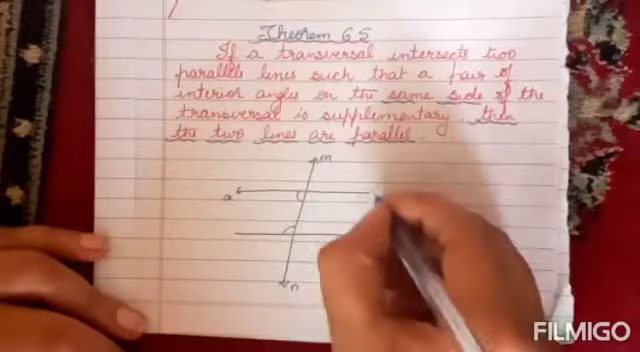 Theorem 6.5
If a transversal intersects two
parallels lines such that a pair of
interior angles on the same side of the
transversal is supplementary then
the two lines are parallel.
m
a
n
FILMIGO